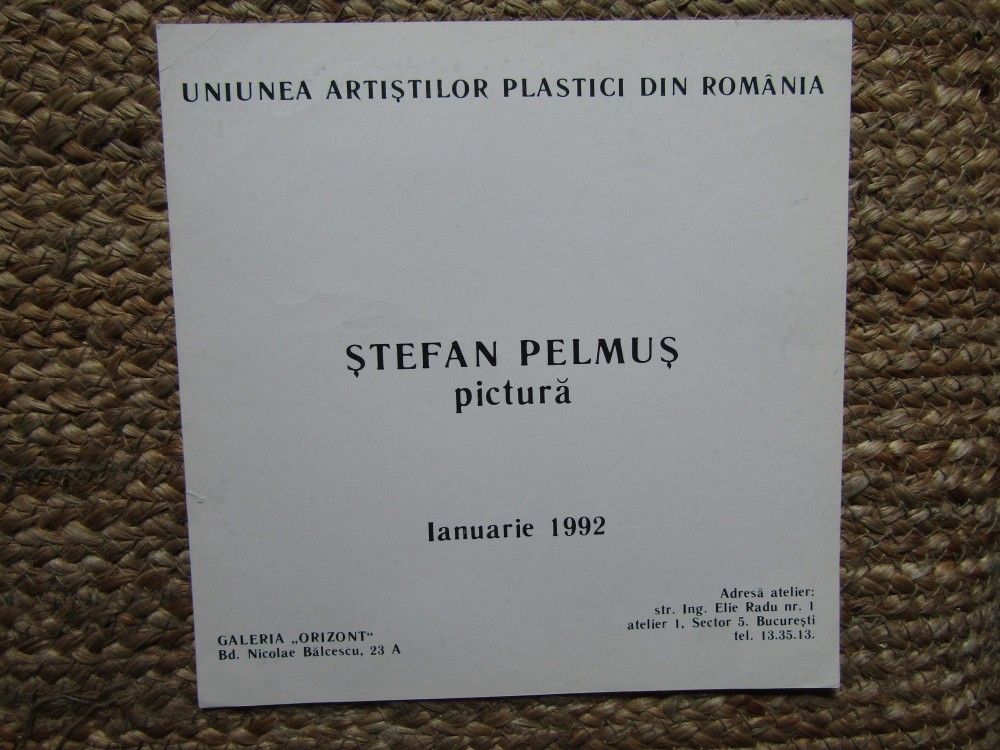 UNIUNEA ARTIŞTILOR PLASTICI DIN ROMÂNIA
ŞTEFAN PELMUŞ
pictură
Ianuarie 1992
GALERIA „ORIZONT“
Bd. Nicolae Bălcescu, 23 A
Adresă atelier:
str. Ing. Elie Radu nr. 1
atelier 1, Sector 5. Bucureşti
tel. 13.35.13.